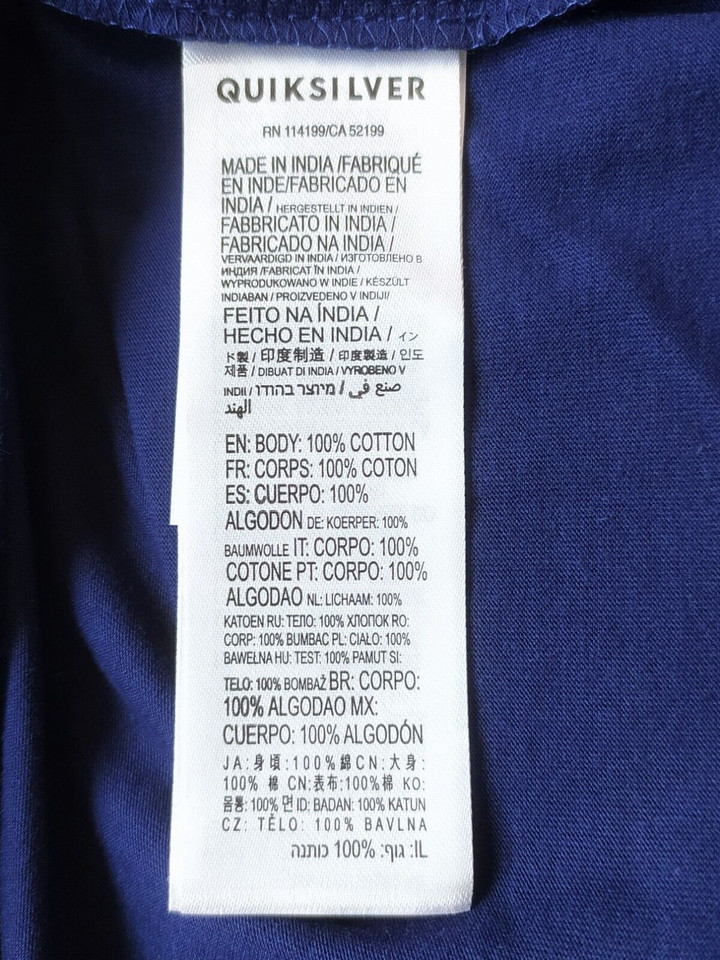 QUIKSILVER
RN 114199/CA 52199
MADE IN INDIA /FABRIQUÉ
EN INDE/FABRICADO EN
INDIA / HERGESTELLT IN INDIEN /
FABBRICATO IN INDIA /
FABRICADO NA INDIA /
VERVAARDIGD IN INDIA / ИЗГОТОВЛЕНО В
ИНДИЯ /FABRICAT ÎN INDIA /
WYPRODUKOWANO W INDIE / KÉSZÜLT
INDIABAN / PROIZVEDENO V INDIJI/
FEITO NA ÍNDIA /
HECHO EN INDIA / イン
ド製 / 印度制造 / 印度製造 / 인도
제품 / DIBUAT DI INDIA / VYROBENO V
INDII / מיוצר בהודו / صنع في
الهند
EN: BODY: 100% COTTON
FR: CORPS: 100% COTON
ES: CUERPO: 100%
ALGODON DE: KOERPER: 100%
BAUMWOLLE IT: CORPO: 100%
COTONE PT: CORPO: 100%
ALGODAO NL: LICHAAM: 100%
KATOEN RU: ТЕЛО: 100% ХЛОПОК RO:
CORP: 100% BUMBAC PL: CIAŁO: 100%
BAWEŁNA HU: TEST: 100% PAMUT SI:
TELO: 100% BOMBAŽ BR: CORPO:
100% ALGODAO MX:
CUERPO: 100% ALGODÓN
JA: 身頃: 100% 綿 CN: 大身:
100% 棉 CN: 表布: 100% 棉 KO:
몸통: 100% 면 ID: BADAN: 100% KATUN
CZ: TĚLO: 100% BAVLNA
IL: גוף: 100% כותנה